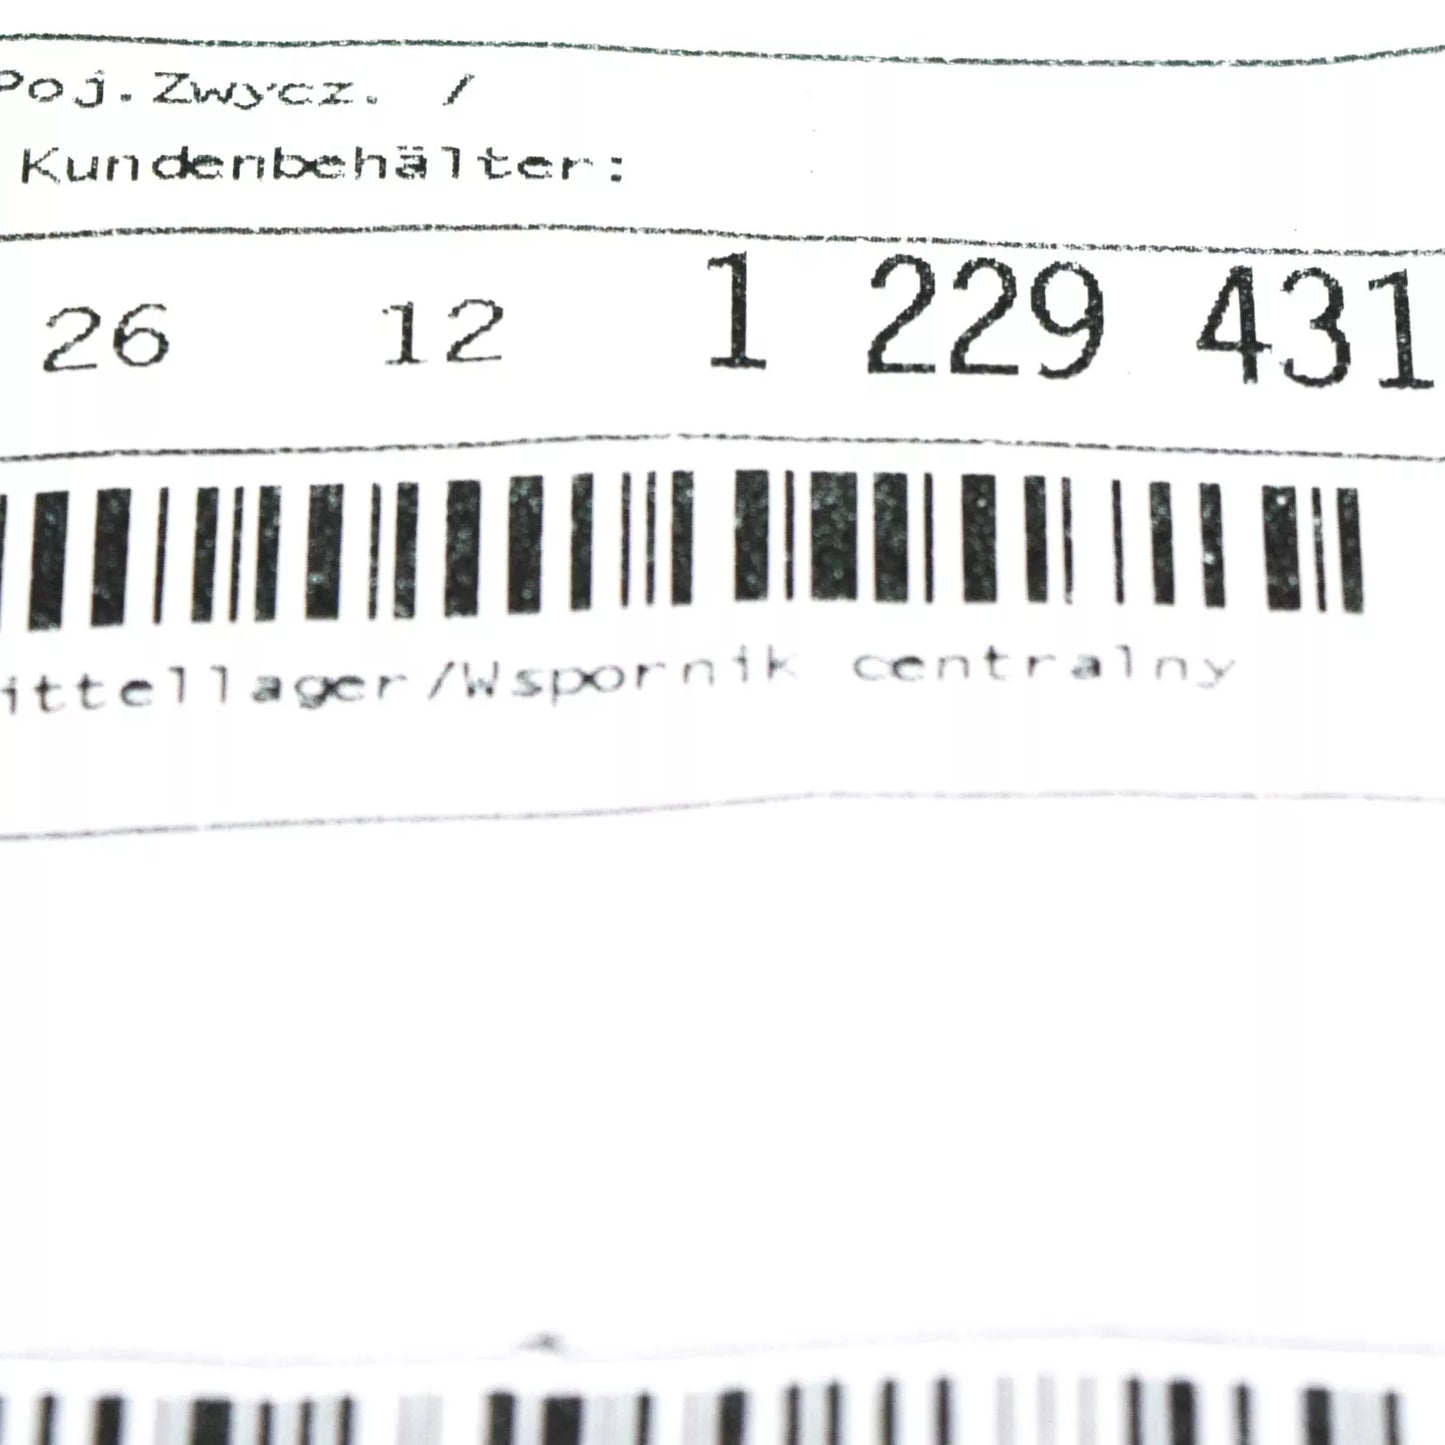 Poj.Zwycz. /
Kundenbehälter:
26 12 1 229 431
ittellager/Wspornik centralny